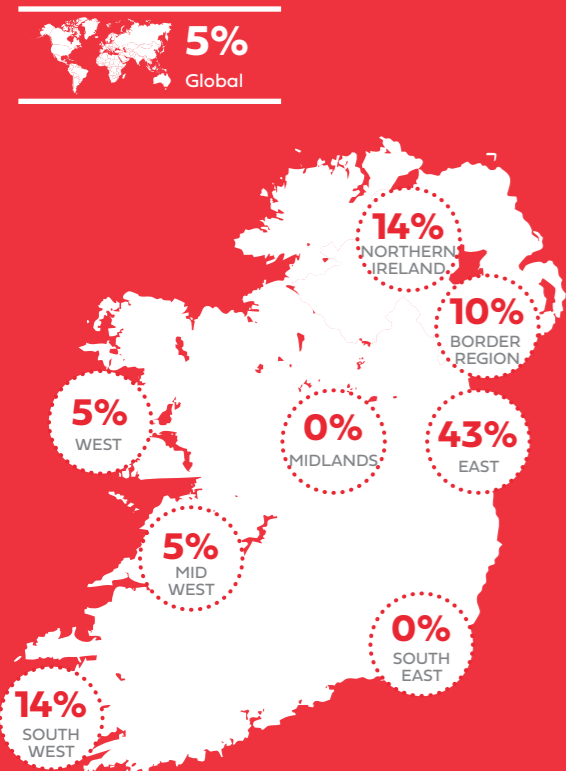 5%
Global
14%
NORTHERN
IRELAND
10%
BORDER
REGION
5%
WEST
0%
MIDLANDS
43%
EAST
5%
MID
WEST
0%
SOUTH
EAST
14%
SOUTH
WEST